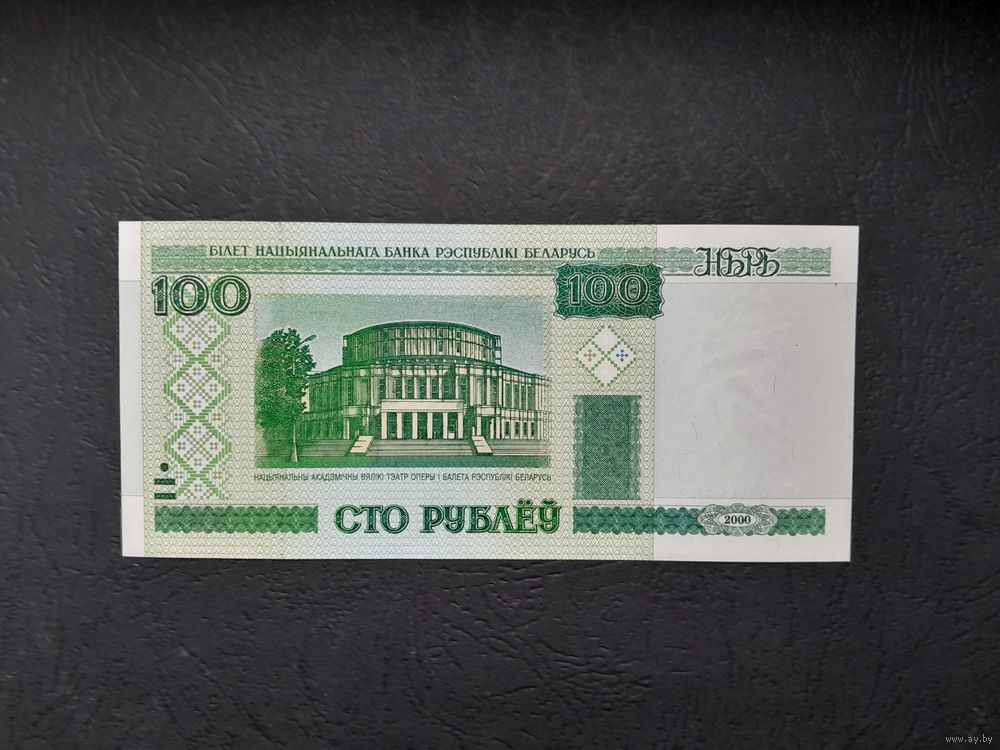 БІЛЕТ НАЦЫЯНАЛЬНАГА БАНКА РЭСПУБЛІКІ БЕЛАРУСЬ
НБРБ
100
100
НАЦЫЯНАЛЬНЫ АКАДЭМІЧНЫ ВЯЛІКІ ТЭАТР ОПЕРЫ І БАЛЕТА РЭСПУБЛІКІ БЕЛАРУСЬ
СТО РУБЛЁЎ
2000
www.ay.by